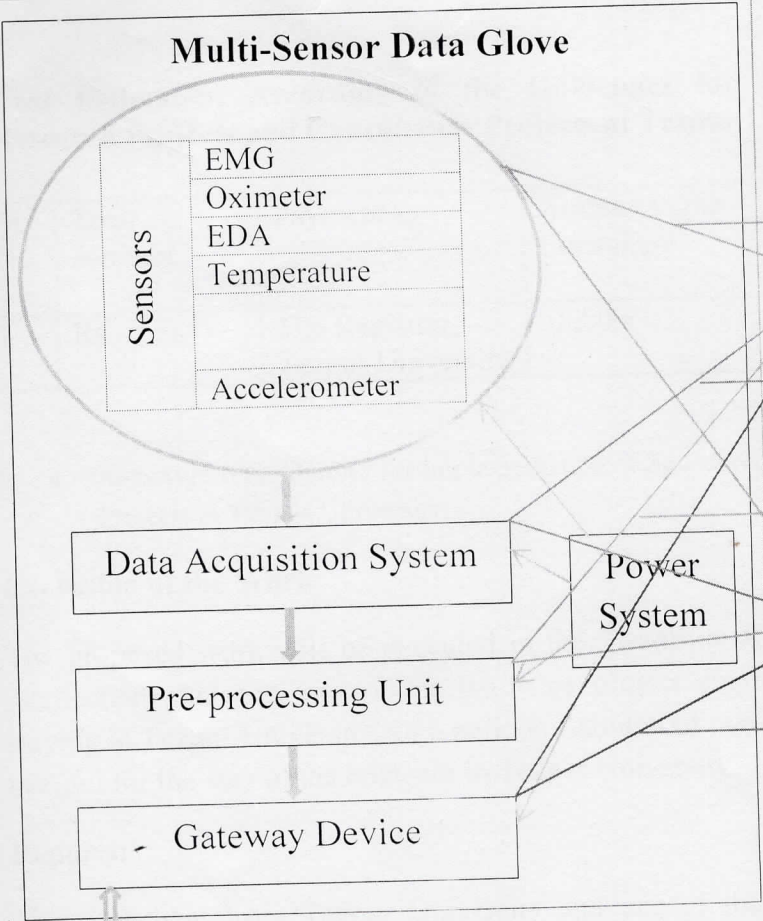 Multi-Sensor Data Glove
Sensors
EMG
Oximeter
EDA
Temperature
Accelerometer
Data Acquisition System
Power
System
Pre-processing Unit
Gateway Device